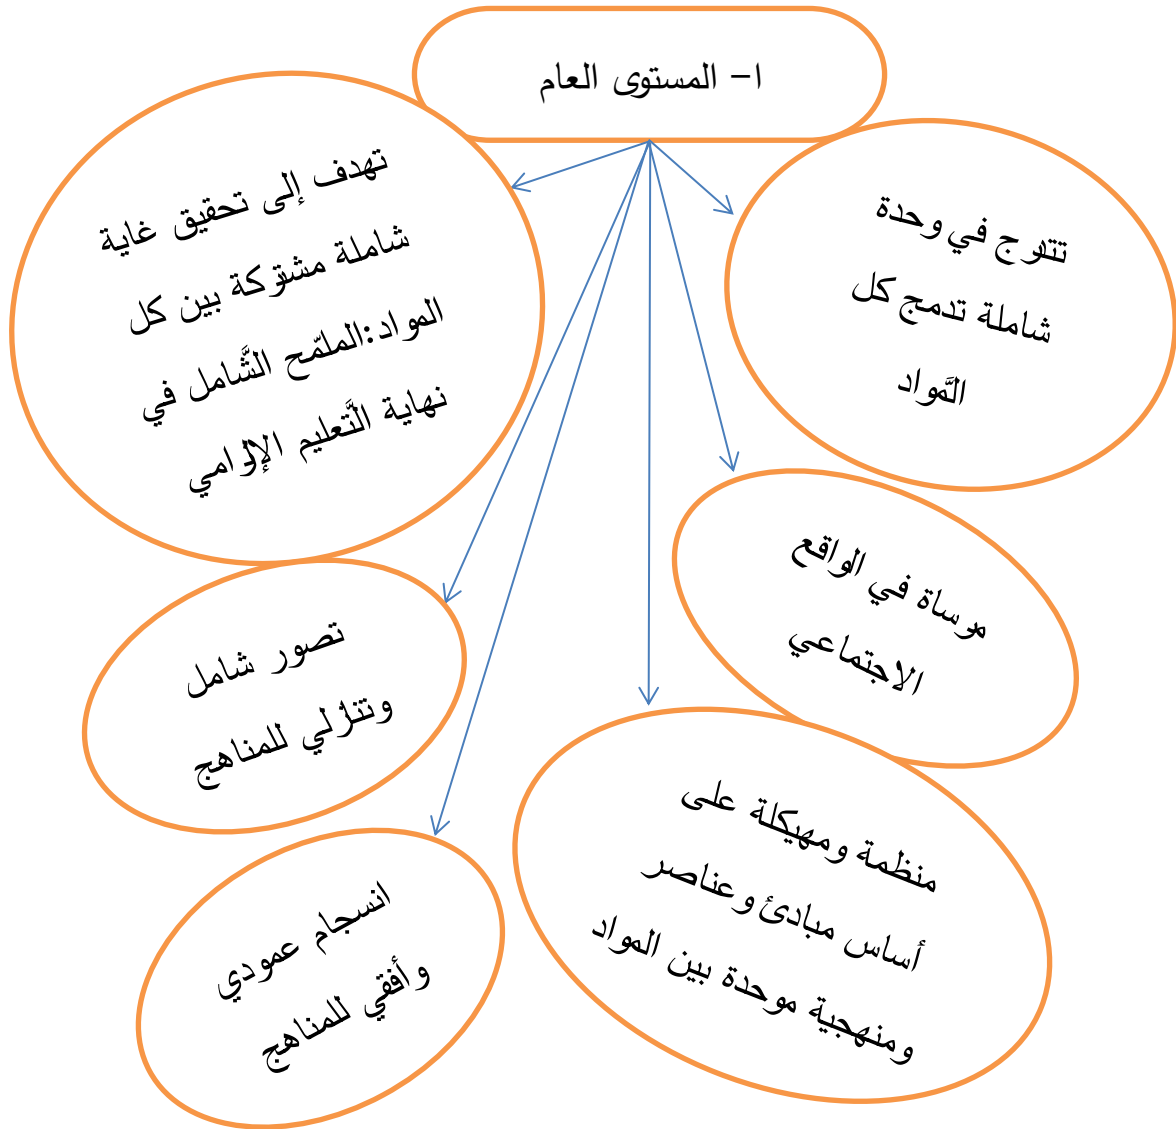 ا- المستوى العام
تهدف إلى تحقيق غاية
شاملة مشتركة بين كل
المواد:الملمّح الشَّامل في
نهاية التَّعليم الإلزامي
تتدرج في وحدة
شاملة تدمج كل
المَّواد
مرساة في الواقع
الاجتماعي
تصور شامل
وتنازلي للمناهج
منظمة ومهيكلة على
أساس مبادئ وعناصر
ومنهجية موحدة بين المواد
انسجام عمودي
وأفقي للمناهج